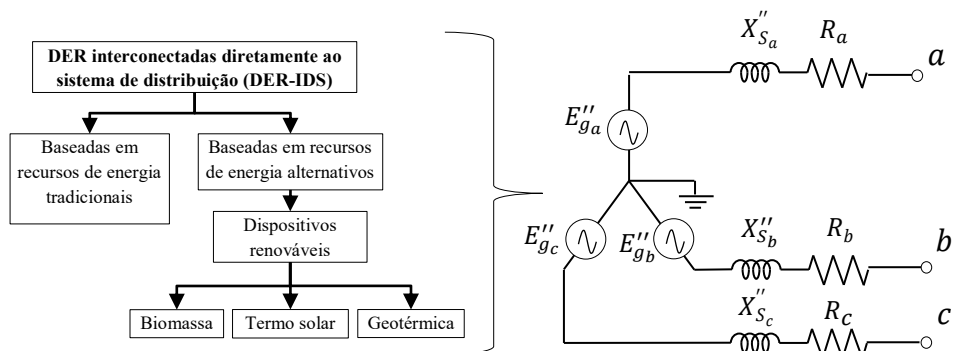 DER interconectadas diretamente ao
sistema de distribuição (DER-IDS)
Baseadas em
recursos de energia
tradicionais
Baseadas em recursos
de energia alternativos
Dispositivos
renováveis
Biomassa
Termo solar
Geotérmica
X''Sa
Ra
a
E''ga
E''gc
E''gb
X''Sb
Rb
b
X''Sc
Rc
c